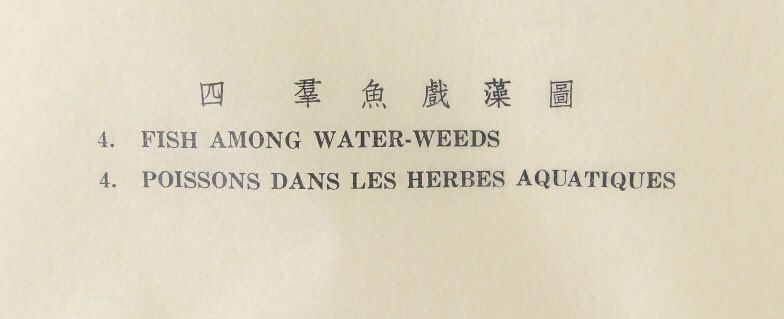 四 羣魚戲藻圖
4. FISH AMONG WATER-WEEDS
4. POISSONS DANS LES HERBES AQUATIQUES